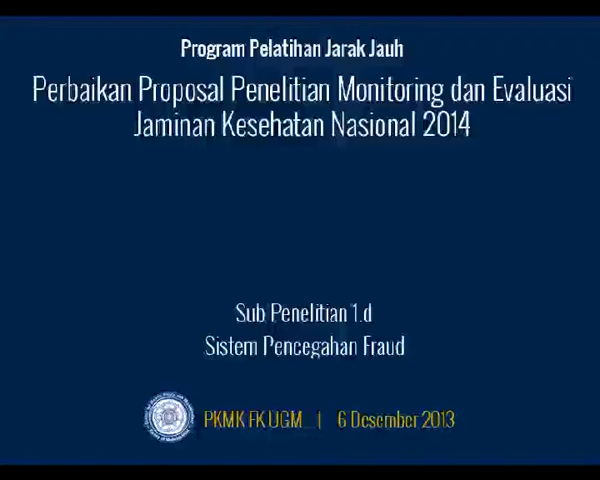 Program Pelatihan Jarak Jauh
Perbaikan Proposal Penelitian Monitoring dan Evaluasi
Jaminan Kesehatan Nasional 2014
Sub Penelitian 1.d
Sistem Pencegahan Fraud
PKMK FK UGM | 6 Desember 2013